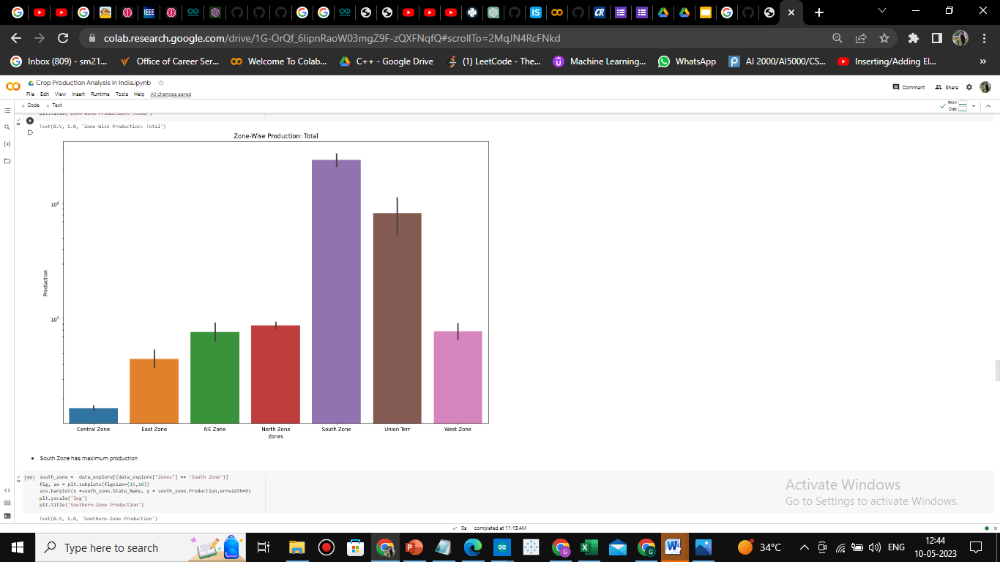 IEEE
IS
CR
colab.research.google.com/drive/1G-OrQf_6lipnRaoW03mgZ9F-zQXFNqfQ#scrollTo=2MqJN4RcFNkd
Inbox (809) - sm21... Office of Career Ser... Welcome To Colab... C++ - Google Drive (1) LeetCode - The... Machine Learning... WhatsApp AI 2000/AI5000/CS... Inserting/Adding El... »
Crop Production Analysis in India.ipynb
File Edit View Insert Runtime Tools Help All changes saved
Comment Share
+ Code + Text
RAM
Disk
plt.title('Zone-Wise Production: Total')
Text(0.5, 1.0, 'Zone-Wise Production: Total')
Zone-Wise Production: Total
10⁶
Production
10⁵
Central Zone East Zone NE Zone North Zone South Zone Union Terr West Zone
Zones
• South Zone has maximum production
[99] south_zone = data_explore[(data_explore["Zones"] == 'South Zone')]
fig, ax = plt.subplots(figsize=(15,10))
sns.barplot(x =south_zone.State_Name, y = south_zone.Production,errwidth=0)
plt.yscale('log')
plt.title('Southern-Zone Production')
Text(0.5, 1.0, 'Southern-Zone Production')
Activate Windows
Go to Settings to activate Windows.
0s completed at 11:15 AM
Type here to search
34°C
ENG
12:44
10-05-2023